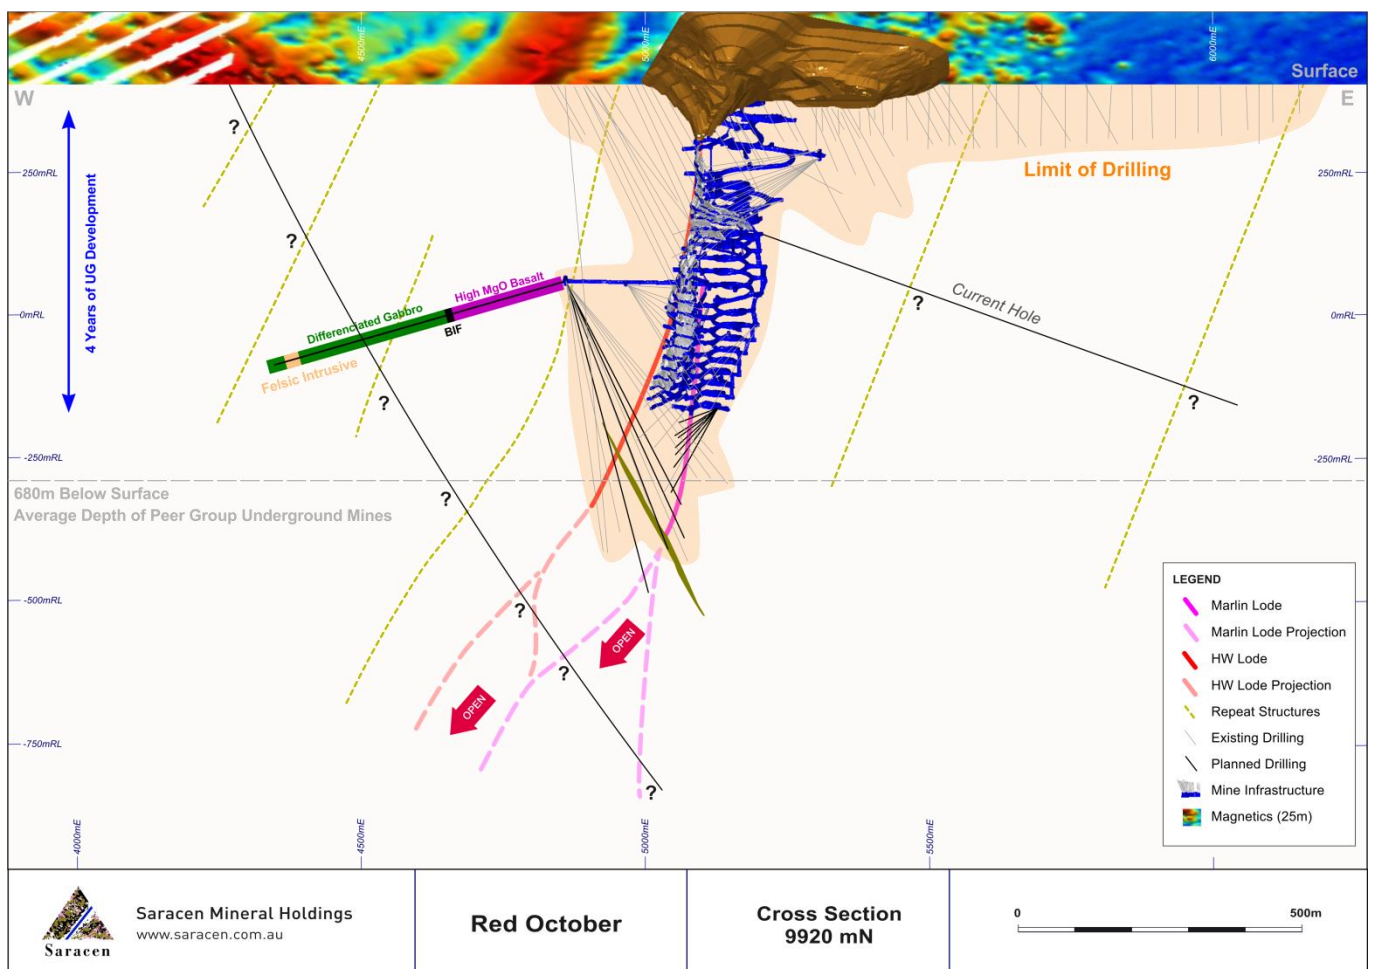 4500mE
5000mE
6000mE
Surface
W
E
?
250mRL
Limit of Drilling
250mRL
4 Years of UG Development
?
High MgO Basalt
Current Hole
?
Differenciated Gabbro
BIF
0mRL
0mRL
Felsic Intrusive
?
?
-250mRL
-250mRL
680m Below Surface
?
Average Depth of Peer Group Underground Mines
-500mRL
?
OPEN
?
OPEN
-750mRL
?
LEGEND
Marlin Lode
Marlin Lode Projection
HW Lode
HW Lode Projection
Repeat Structures
Existing Drilling
Planned Drilling
Mine Infrastructure
Magnetics (25m)
4000mE
4500mE
5000mE
5500mE
Saracen
Saracen Mineral Holdings
www.saracen.com.au
Red October
Cross Section
9920 mN
0
500m